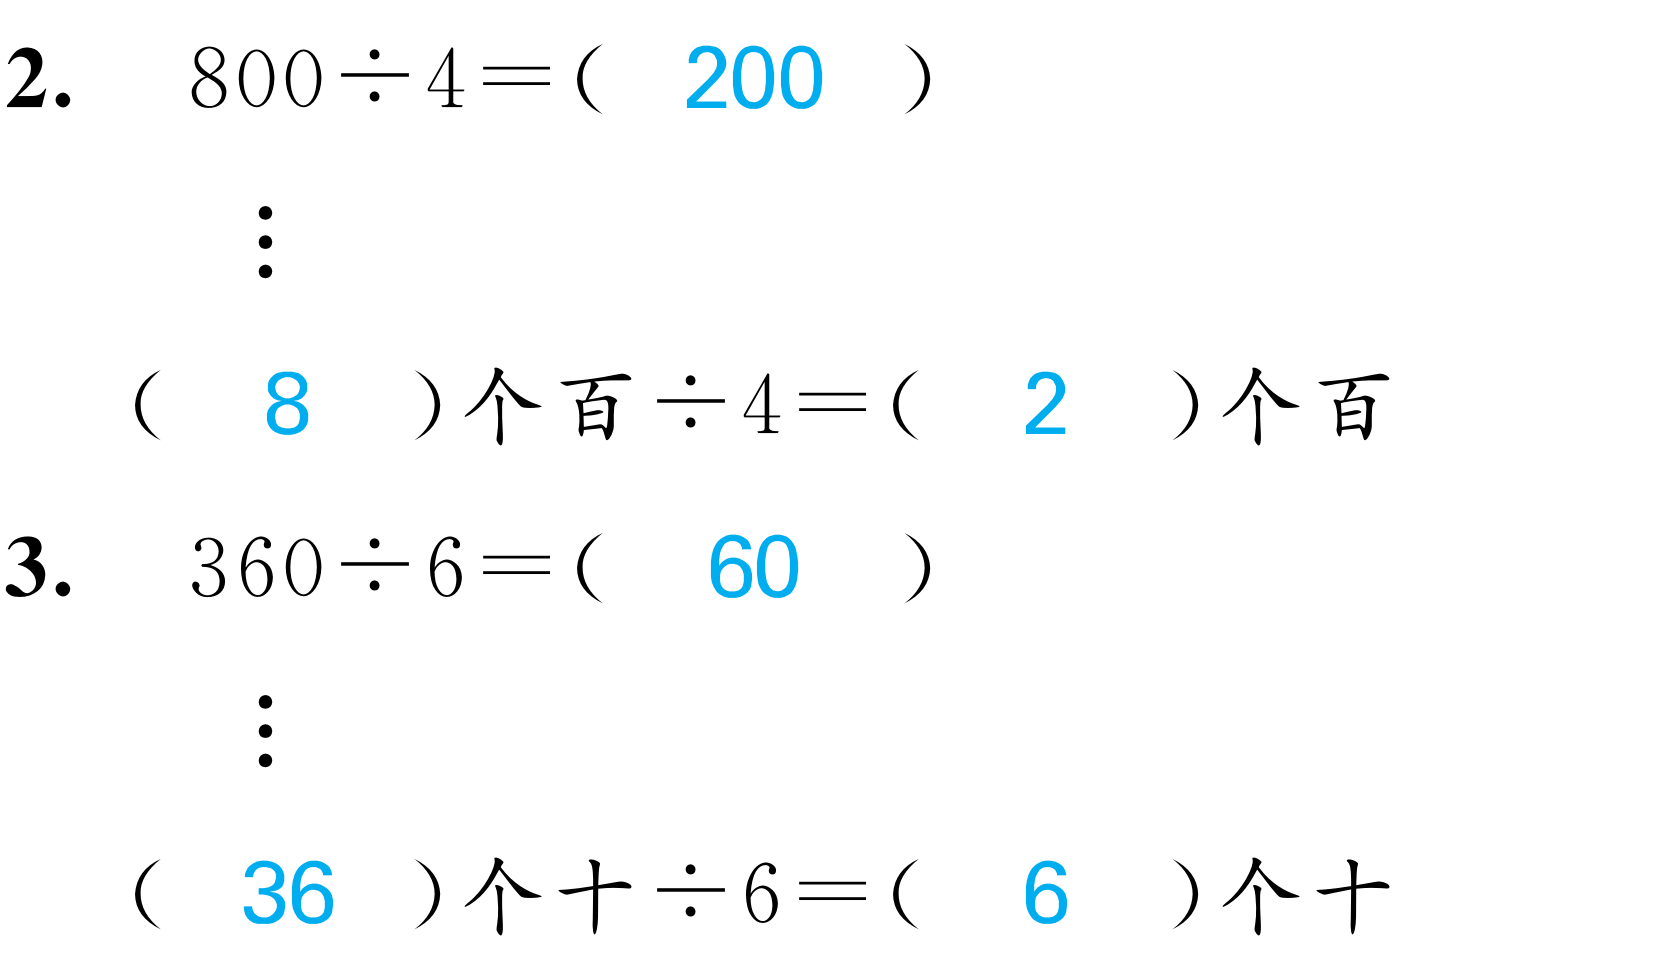 2. 800÷4=( 200 )
⋮
( 8 )个百÷4=( 2 )个百
3. 360÷6=( 60 )
⋮
( 36 )个十÷6=( 6 )个十